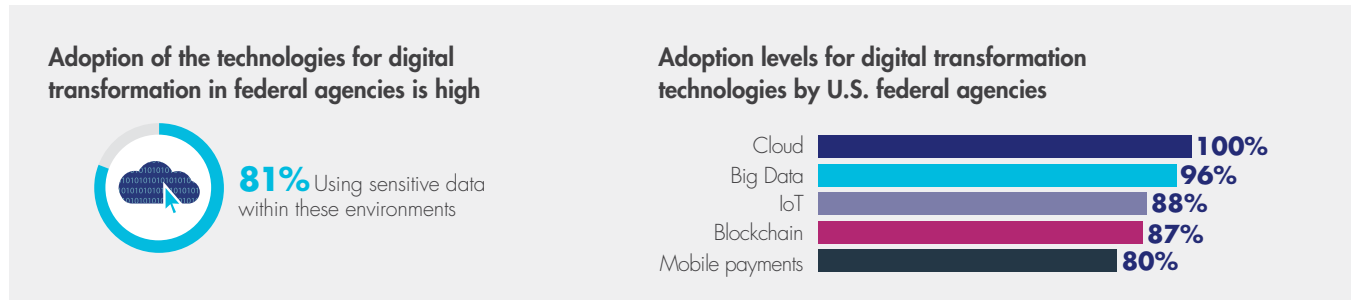 Adoption of the technologies for digital
transformation in federal agencies is high
81% Using sensitive data
within these environments
Adoption levels for digital transformation
technologies by U.S. federal agencies
Cloud 100%
Big Data 96%
IoT 88%
Blockchain 87%
Mobile payments 80%